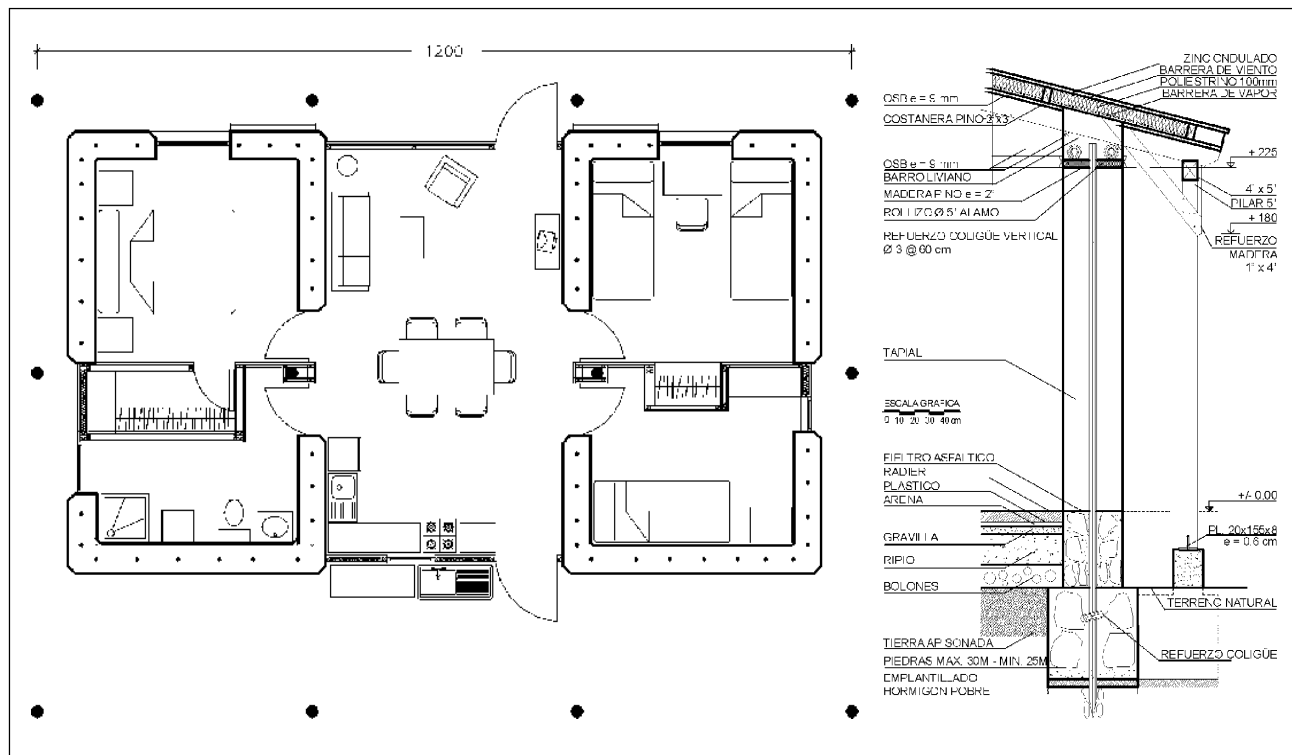 1200
ZINC ONDULADO
BARRERA DE VIENTO
POLIESTRINO 100mm
BARRERA DE VAPOR
OSB e = 9 mm
COSTANERA PINO 2"x3"
OSB e = 9 mm
BARRO LIVIANO
MADERA PINO e = 2"
ROLLIZO Ø 5" ALAMO
REFUERZO COLIGÜE VERTICAL
Ø 3 @ 60 cm
+ 225
4" x 5"
PILAR 5"
+ 180
REFUERZO
MADERA
1" x 4"
TAPIAL
ESCALA GRAFICA
0 10 20 30 40 cm
FIELTRO ASFALTICO
RADIER
PLASTICO
ARENA
GRAVILLA
RIPIO
BOLONES
+/- 0.00
PL. 20x155x8
e = 0.6 cm
TERRENO NATURAL
TIERRA APISONADA
PIEDRAS MAX. 30M - MIN. 25M
EMPLANTILLADO
HORMIGON POBRE
REFUERZO COLIGÜE